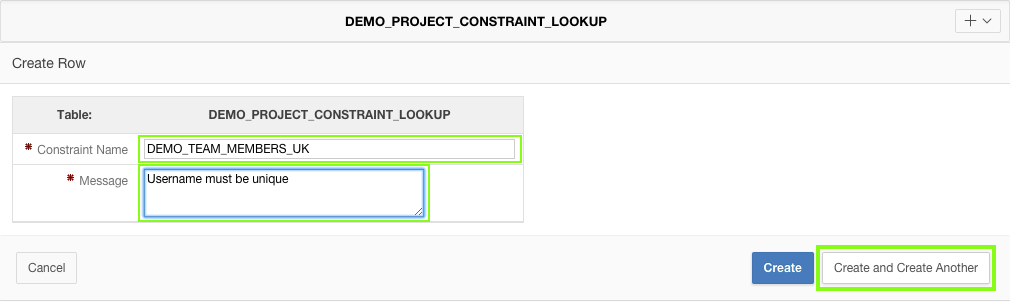 DEMO_PROJECT_CONSTRAINT_LOOKUP
Create Row
Table: DEMO_PROJECT_CONSTRAINT_LOOKUP
* Constraint Name DEMO_TEAM_MEMBERS_UK
* Message Username must be unique
Cancel Create Create and Create Another